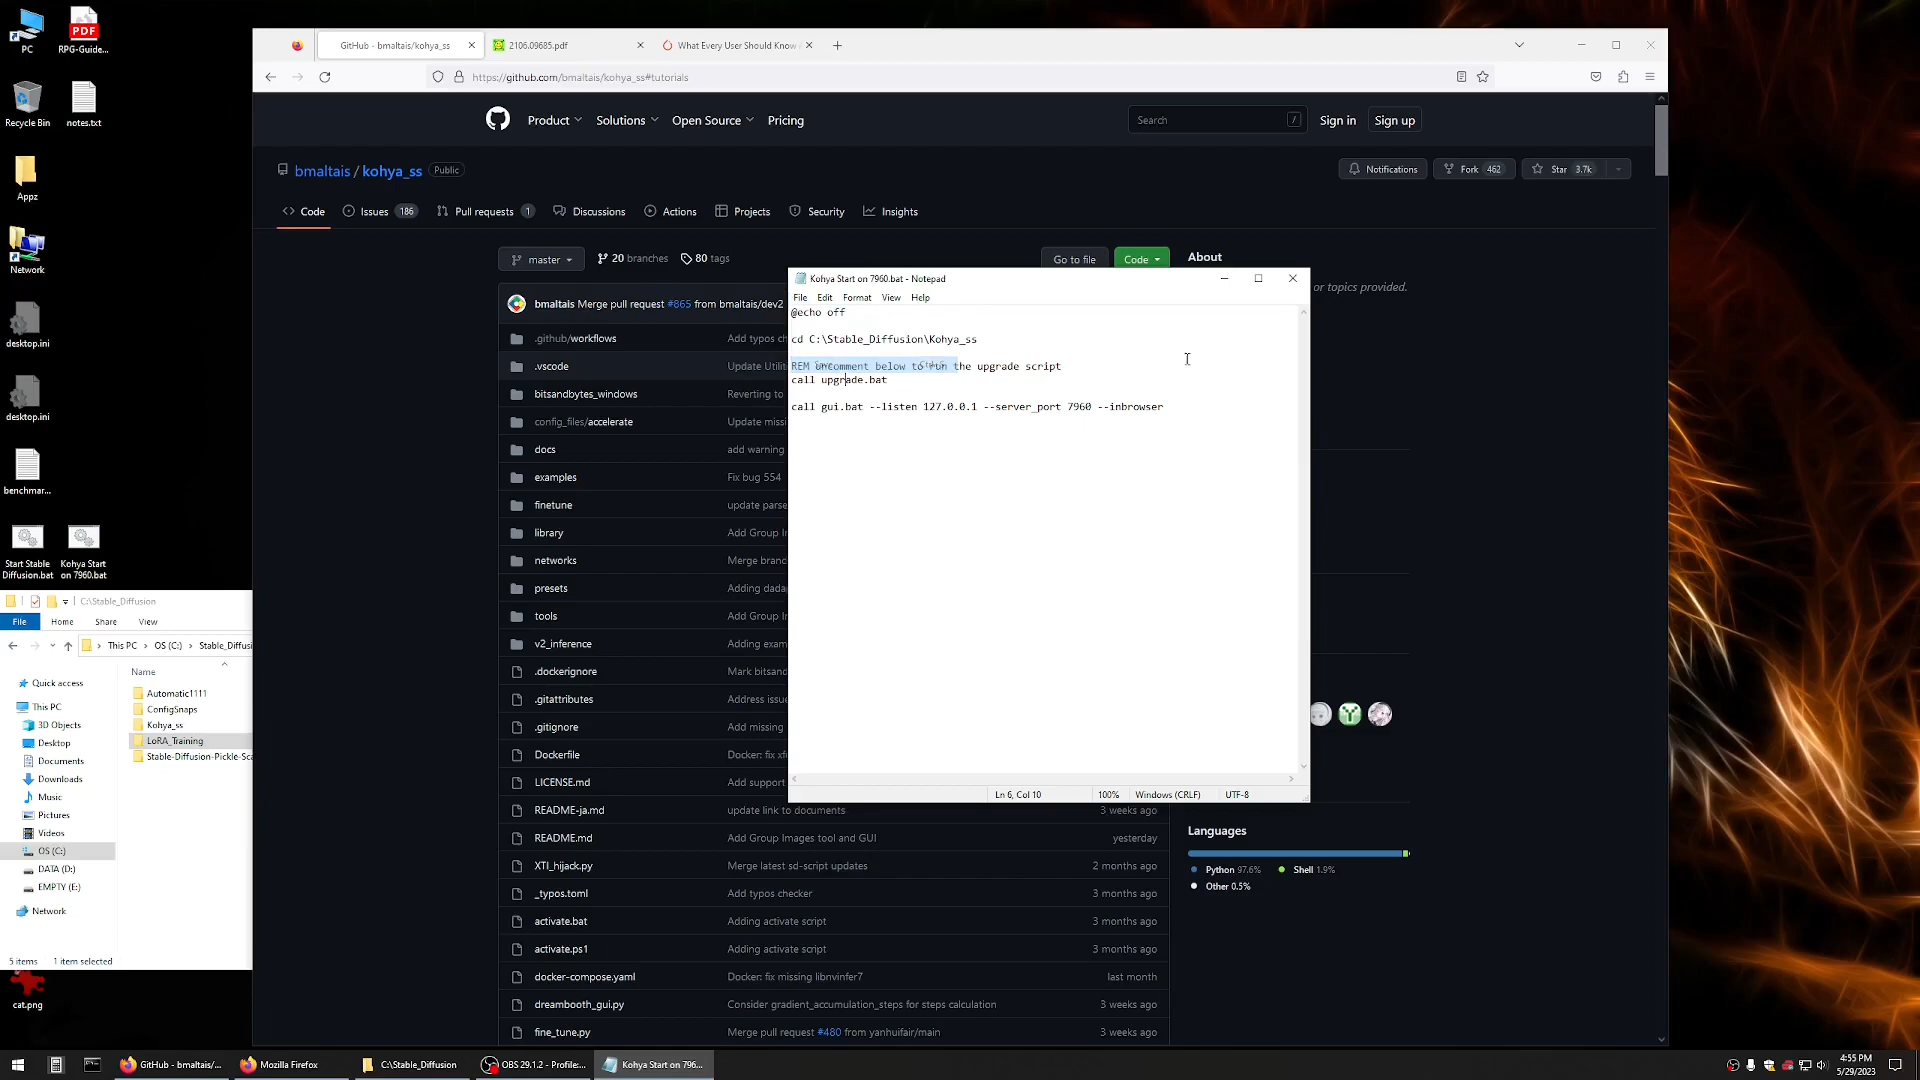 PC
RPG-Guide...
Recycle Bin
notes.txt
Appz
Network
desktop.ini
desktop.ini
benchmar...
Start Stable Diffusion.bat
Kohya Start on 7960.bat
cat.png
GitHub - bmaltais/kohya_ss
2106.09685.pdf
What Every User Should Know
https://github.com/bmaltais/kohya_ss#tutorials
Product
Solutions
Open Source
Pricing
Search
/
Sign in
Sign up
bmaltais / kohya_ss
Public
Notifications
Fork 462
Star 3.7k
Code
Issues 186
Pull requests 1
Discussions
Actions
Projects
Security
Insights
master
20 branches
80 tags
Go to file
Code
About
or topics provided.
bmaltais Merge pull request #865 from bmaltais/dev2
.github/workflows Add typos ch
.vscode Update Utilit
bitsandbytes_windows Reverting to
config_files/accelerate Update missi
docs add warning
examples Fix bug 554
finetune update parse
library Add Group In
networks Merge branc
presets Adding dada
tools Add Group In
v2_inference Adding exam
.dockerignore Mark bitsand
.gitattributes Address issue
.gitignore Add missing
Dockerfile Docker: fix xf
LICENSE.md Add support
README-ja.md update link to documents 3 weeks ago
README.md Add Group Images tool and GUI yesterday
XTI_hijack.py Merge latest sd-script updates 2 months ago
_typos.toml Add typos checker 3 months ago
activate.bat Adding activate script 3 months ago
activate.ps1 Adding activate script 3 months ago
docker-compose.yaml Docker: fix missing libnvinfer7 last month
dreambooth_gui.py Consider gradient_accumulation_steps for steps calculation 3 weeks ago
fine_tune.py Merge pull request #480 from yanhuifair/main 3 weeks ago
Languages
Python 97.6% Shell 1.9%
Other 0.5%
Kohya Start on 7960.bat - Notepad
File Edit Format View Help
@echo off
cd C:\Stable_Diffusion\Kohya_ss
REM uncomment below to run the upgrade script
call upgrade.bat
call gui.bat --listen 127.0.0.1 --server_port 7960 --inbrowser
Ln 6, Col 10
100%
Windows (CRLF)
UTF-8
C:\Stable_Diffusion
File Home Share View
This PC > OS (C:) > Stable_Diffusi
Name
Quick access
This PC
3D Objects
Desktop
Documents
Downloads
Music
Pictures
Videos
OS (C:)
DATA (D:)
EMPTY (E:)
Network
Automatic1111
ConfigSnaps
Kohya_ss
LoRA_Training
Stable-Diffusion-Pickle-Sca
5 items 1 item selected
GitHub - bmaltais/...
Mozilla Firefox
C:\Stable_Diffusion
OBS 29.1.2 - Profile:...
Kohya Start on 796...
4:55 PM
5/29/2023